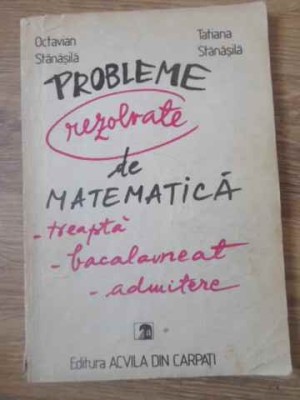 Octavian
Stănășilă
Tatiana
Stănășilă
PROBLEME
rezolvate
de
MATEMATICĂ
- treaptă
- bacalaureat
- admitere
Editura ACVILA DIN CARPAȚI